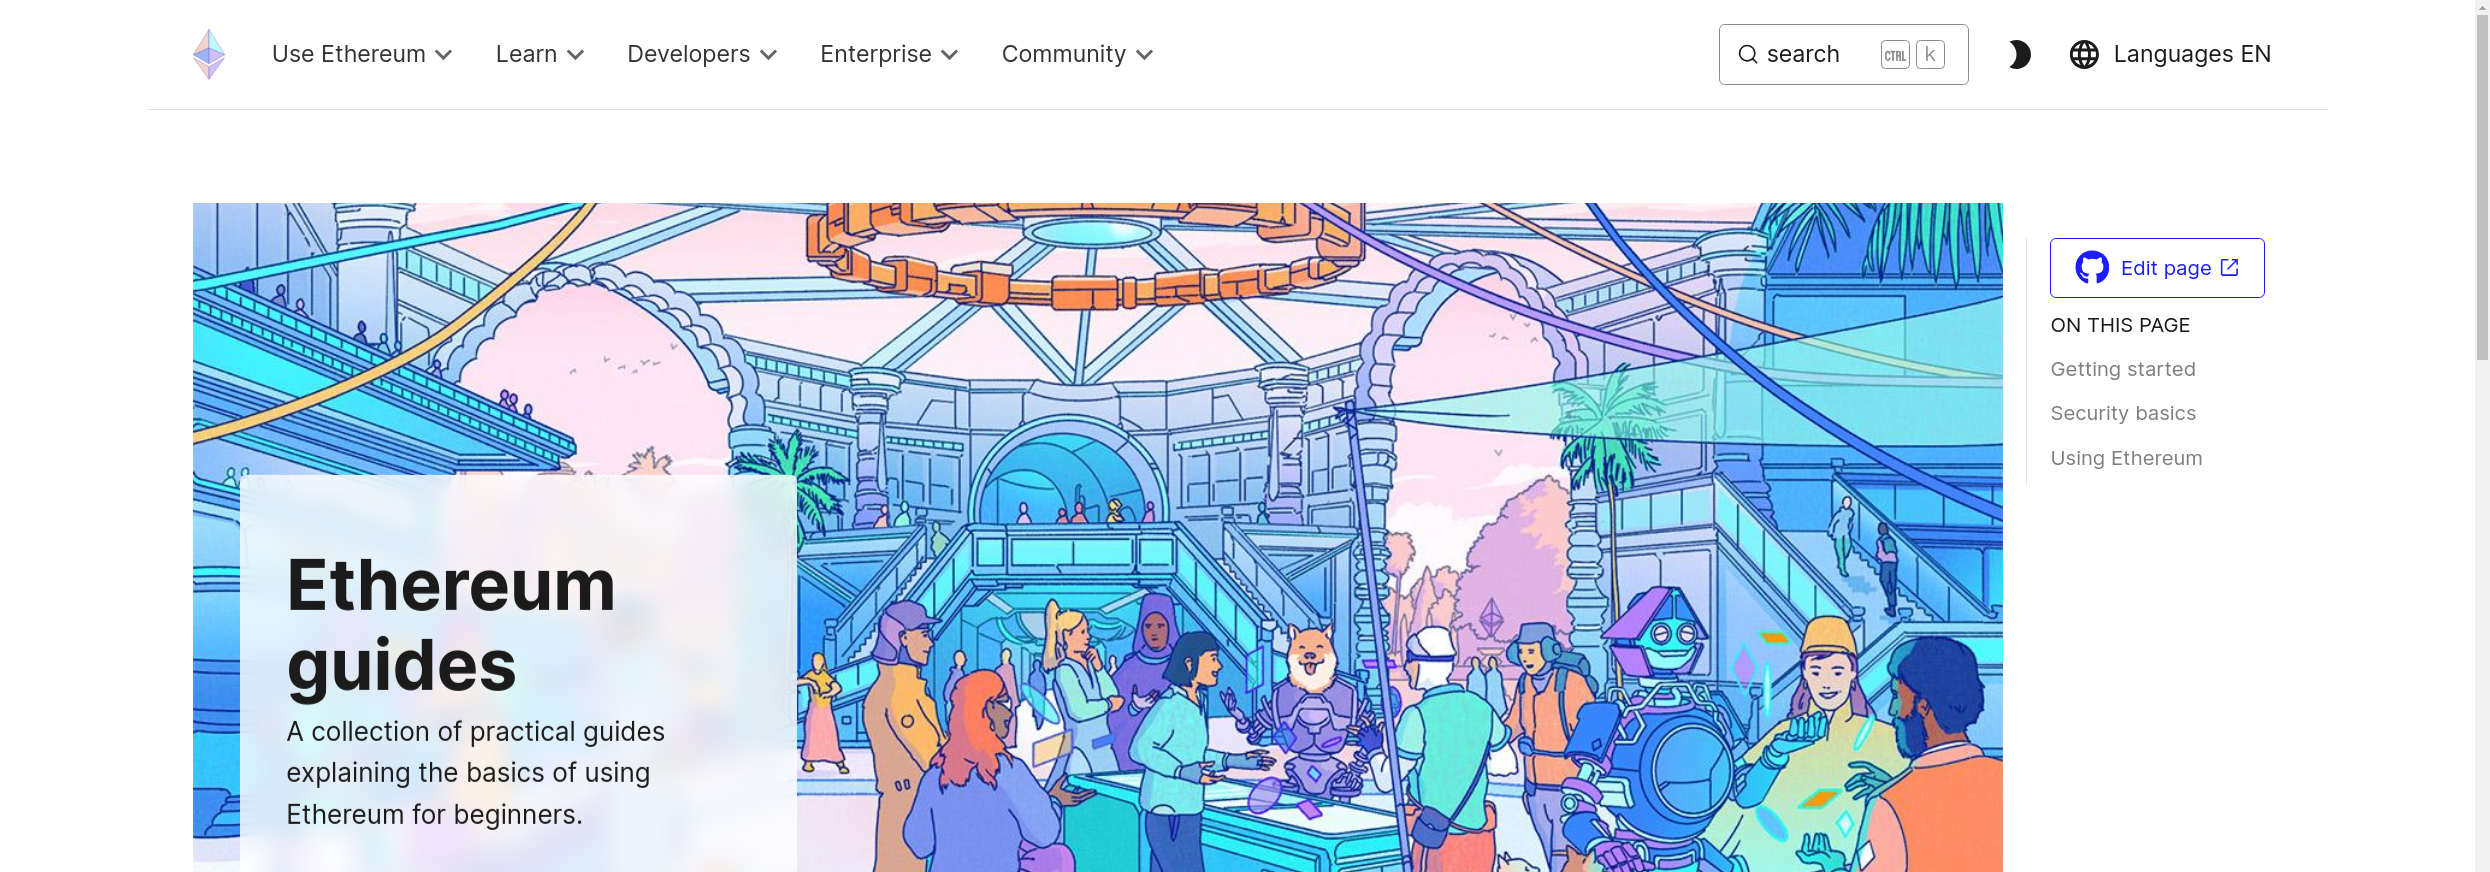 Use Ethereum
Learn
Developers
Enterprise
Community
search
CTRL
k
Languages EN
Edit page
ON THIS PAGE
Getting started
Security basics
Using Ethereum
Ethereum
guides
A collection of practical guides
explaining the basics of using
Ethereum for beginners.